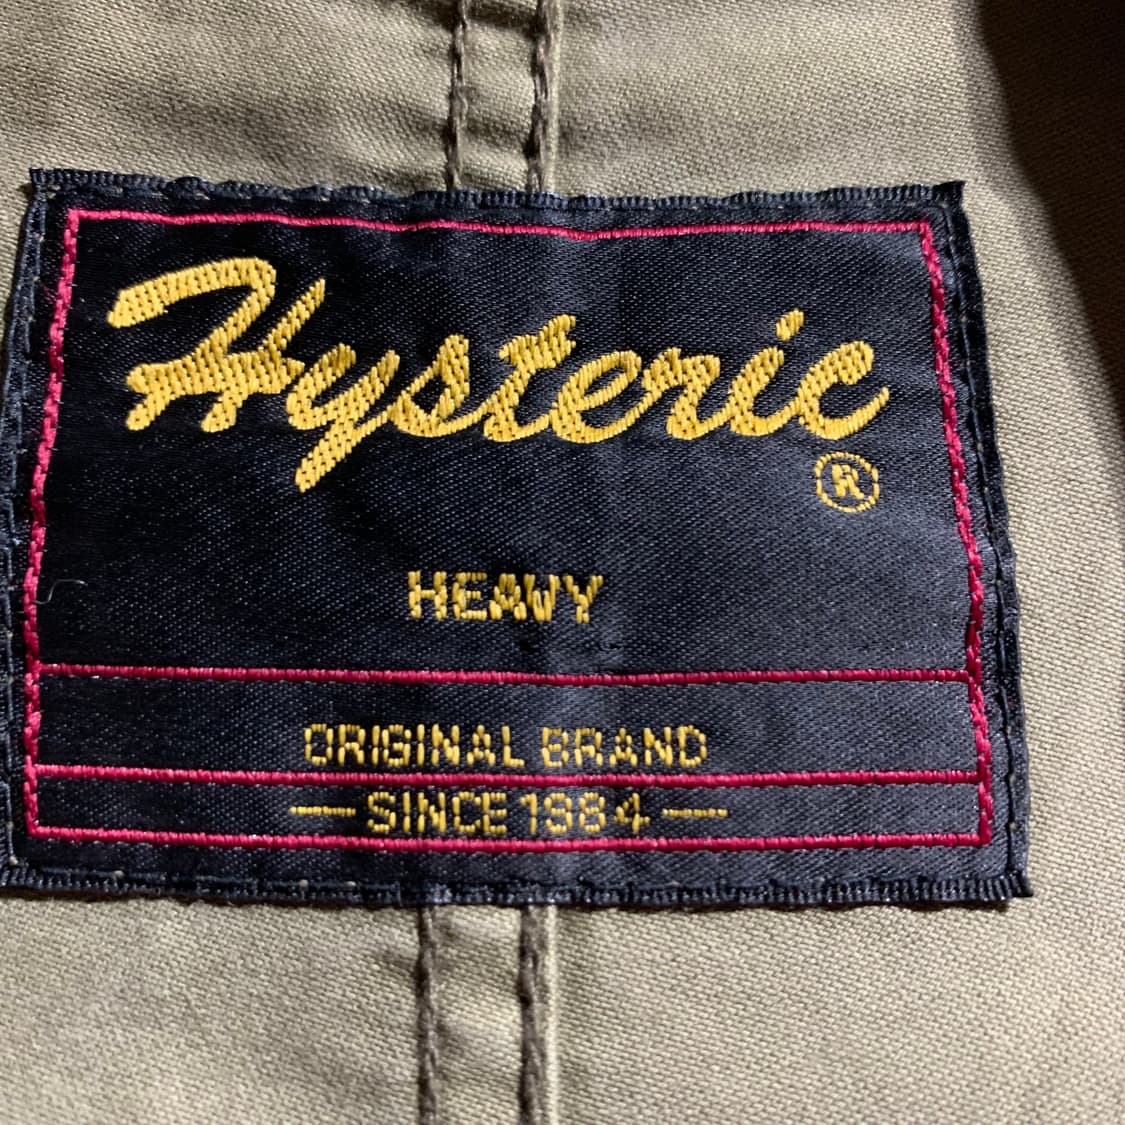 Hysteric
®
HEAVY
ORIGINAL BRAND
— SINCE 1984 —